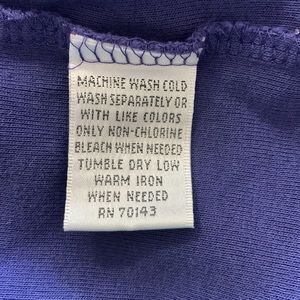 MACHINE WASH COLD
WASH SEPARATELY OR
WITH LIKE COLORS
ONLY NON-CHLORINE
BLEACH WHEN NEEDED
TUMBLE DRY LOW
WARM IRON
WHEN NEEDED
RN 70143